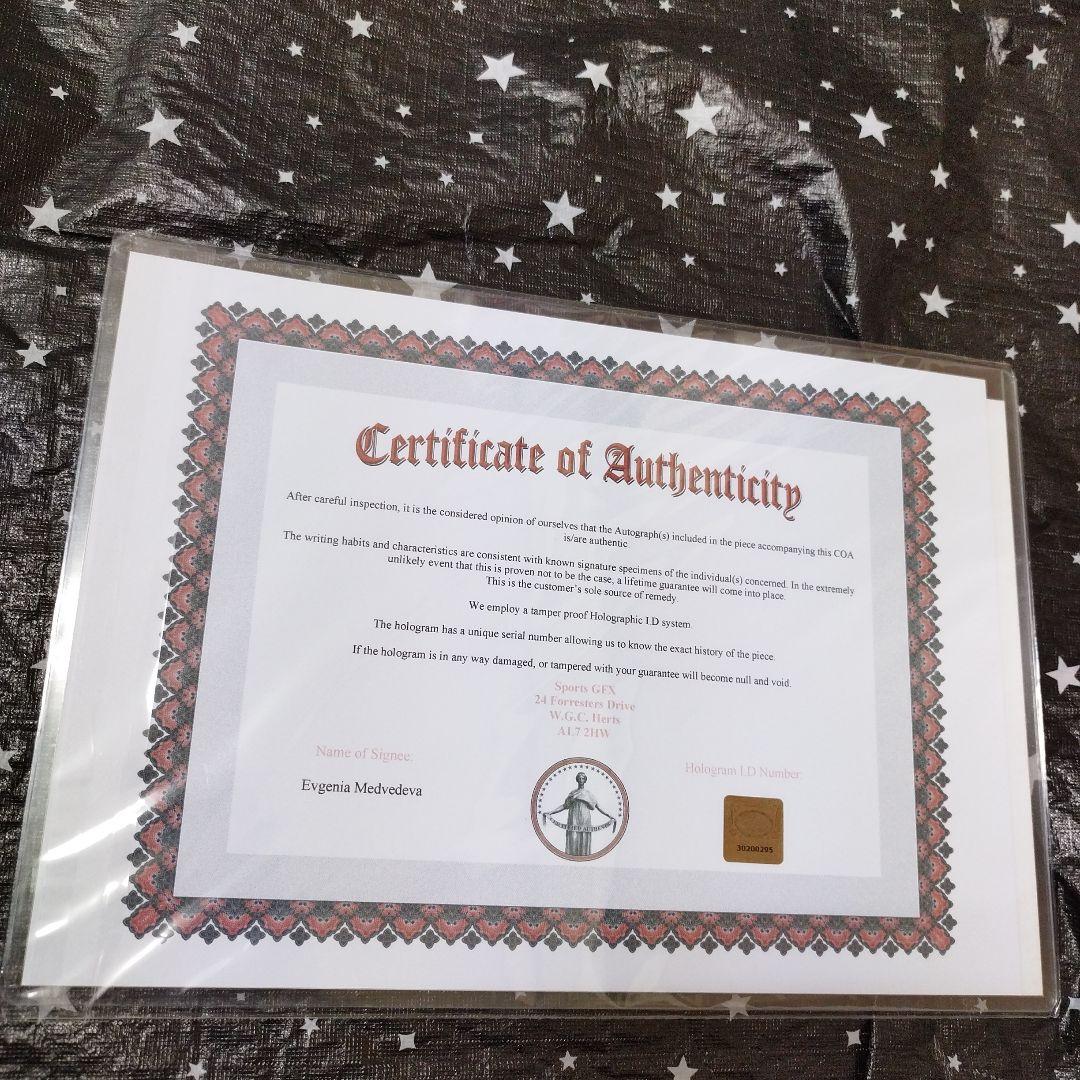 Certificate of Authenticity
After careful inspection, it is the considered opinion of ourselves that the Autograph(s) included in the piece accompanying this COA
is/are authentic
The writing habits and characteristics are consistent with known signature specimens of the individual(s) concerned. In the extremely
unlikely event that this is proven not to be the case, a lifetime guarantee will come into place.
This is the customer's sole source of remedy.
We employ a tamper proof Holographic I.D system.
The hologram has a unique serial number allowing us to know the exact history of the piece.
If the hologram is in any way damaged, or tampered with your guarantee will become null and void.
Sports GFX
24 Forresters Drive
W.G.C. Herts
AL7 2HW
Name of Signee:
Evgenia Medvedeva
CERTIFIED AUTHENTIC
Hologram I.D Number:
30200295